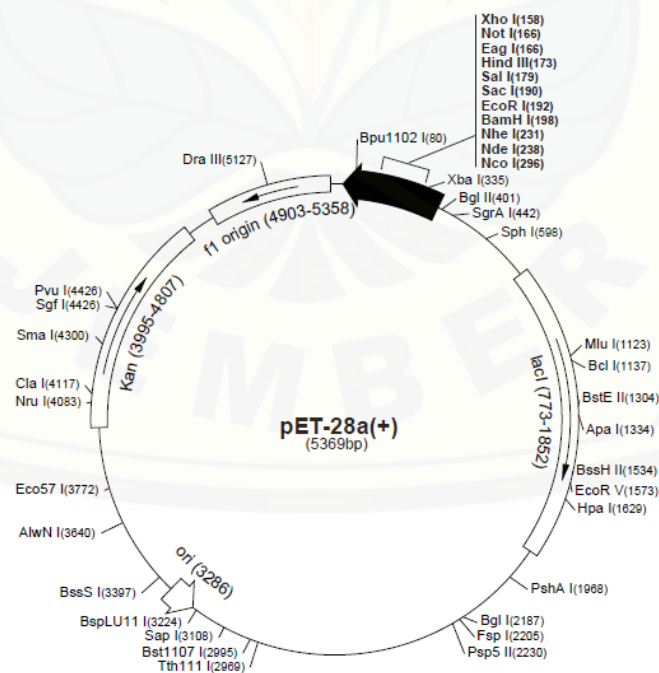 Xho I(158)
Not I(166)
Eag I(166)
Hind III(173)
Sal I(179)
Sac I(190)
EcoR I(192)
BamH I(198)
Nhe I(231)
Nde I(238)
Nco I(296)
Bpu1102 I(80)
Dra III(5127)
Xba I(335)
Bgl II(401)
SgrA I(442)
Sph I(598)
f1 origin (4903-5358)
Pvu I(4426)
Sgf I(4426)
Sma I(4300)
Kan (3995-4807)
Cla I(4117)
Nru I(4083)
Mlu I(1123)
Bcl I(1137)
BstE II(1304)
Apa I(1334)
lacI (773-1852)
BssH II(1534)
EcoR V(1573)
Hpa I(1629)
pET-28a(+)
(5369bp)
Eco57 I(3772)
AlwN I(3640)
ori (3286)
BssS I(3397)
PshA I(1968)
BspLU11 I(3224)
Sap I(3108)
Bst1107 I(2995)
Tth111 I(2969)
Bgl I(2187)
Fsp I(2205)
Psp5 II(2230)
JEMBER